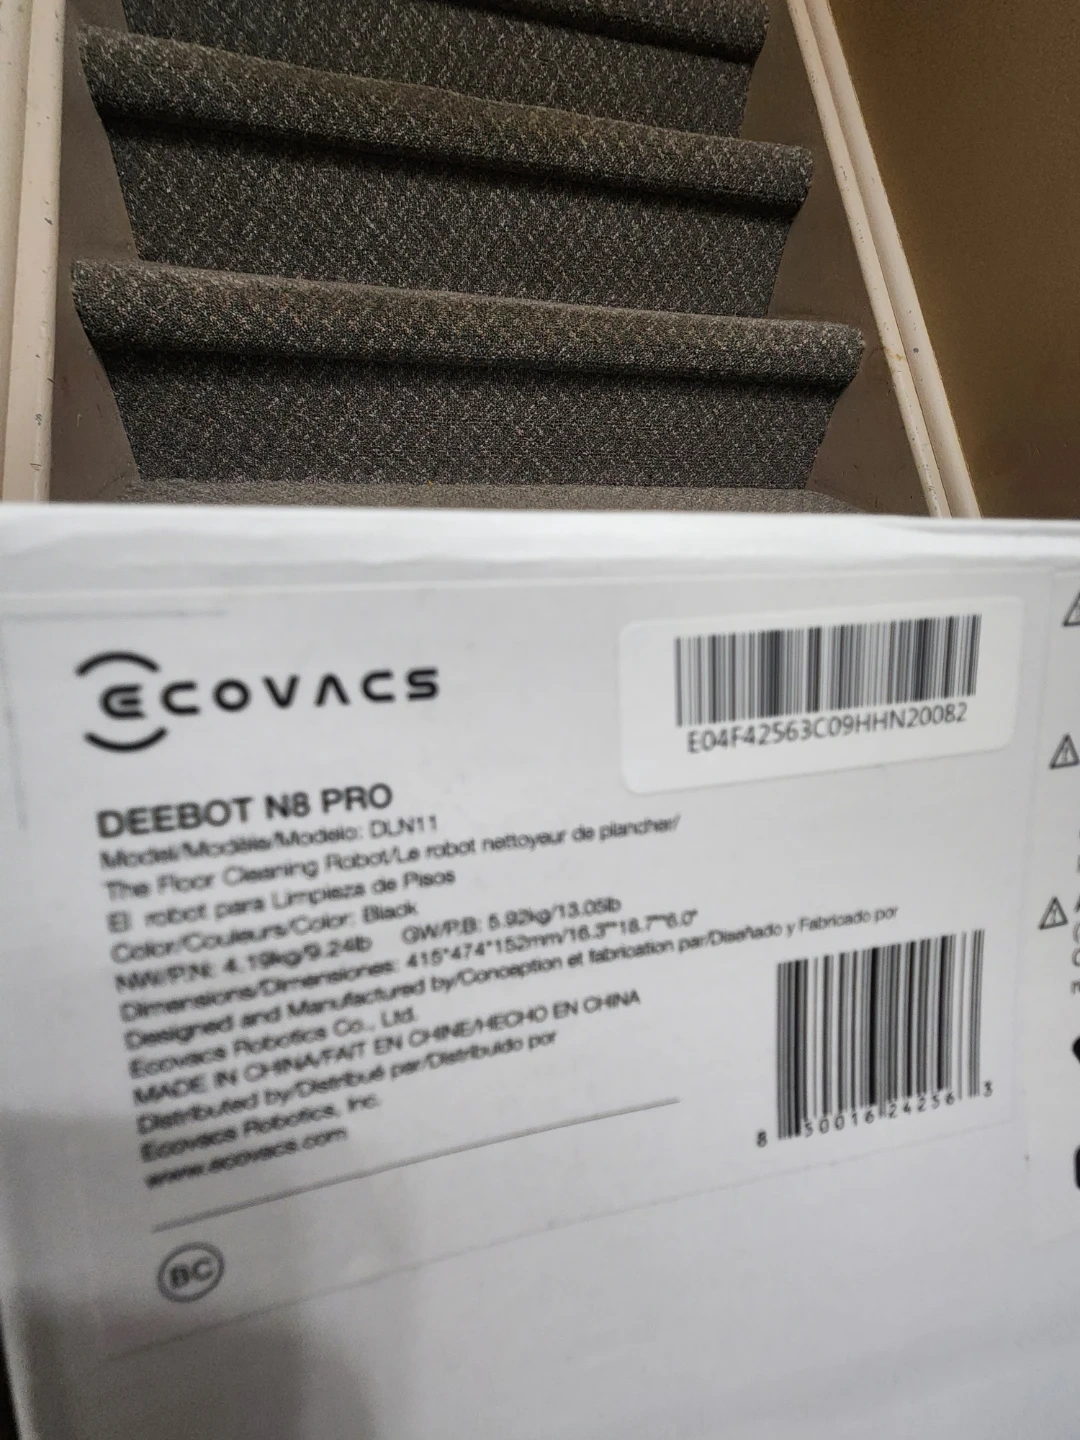 ECOVACS
E04F42563C09HHN20082
DEEBOT N8 PRO
Model/Modèle/Modelo: DLN11
The Floor Cleaning Robot/Le robot nettoyeur de plancher/
El robot para Limpieza de Pisos
Color/Couleurs/Color: Black
NW/P.N: 4.19kg/9.24lb GW/P.B: 5.92kg/13.05lb
Dimensions/Dimensiones: 415*474*152mm/16.3"*18.7"*6.0"
Designed and Manufactured by/Conception et fabrication par/Diseñado y Fabricado por
Ecovacs Robotics Co., Ltd.
MADE IN CHINA/FAIT EN CHINE/HECHO EN CHINA
Distributed by/Distribué par/Distribuido por
Ecovacs Robotics, Inc.
www.ecovacs.com
8 50016 24256 3
BC